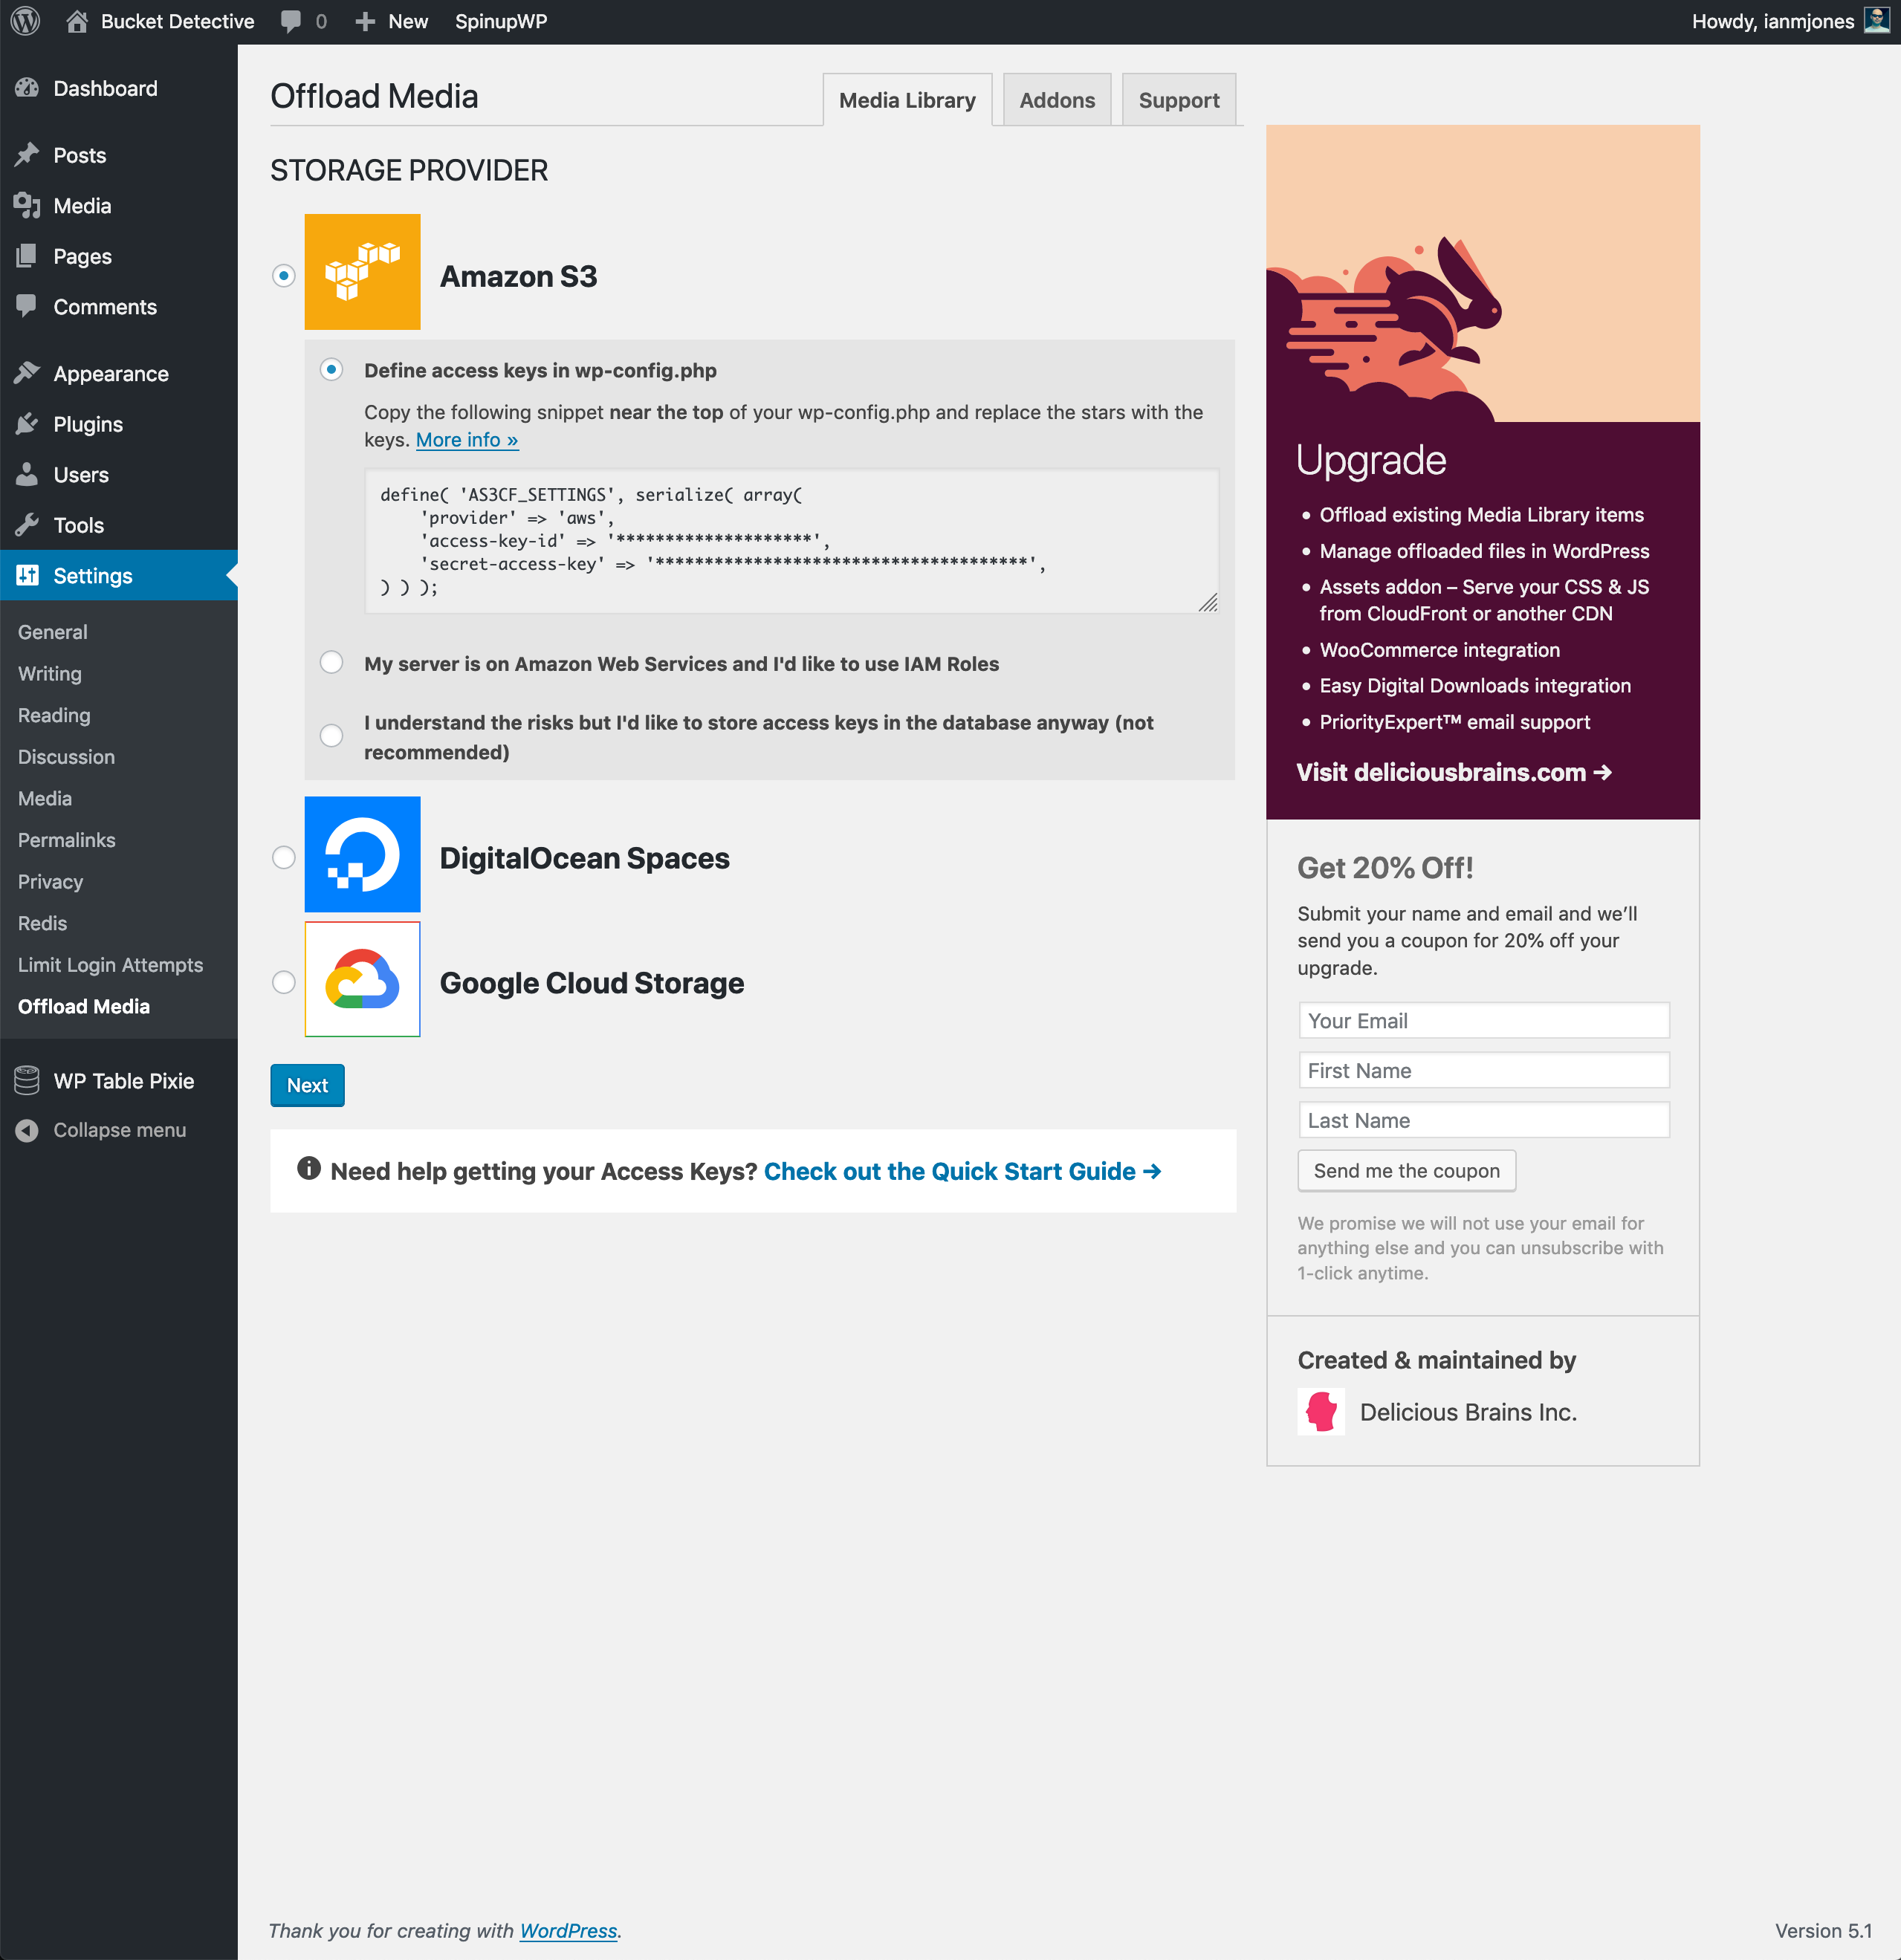 Bucket Detective
0
New
SpinupWP
Howdy, ianmjones
Dashboard
Posts
Media
Pages
Comments
Appearance
Plugins
Users
Tools
Settings
General
Writing
Reading
Discussion
Media
Permalinks
Privacy
Redis
Limit Login Attempts
Offload Media
WP Table Pixie
Collapse menu
Offload Media
Media Library
Addons
Support
STORAGE PROVIDER
Amazon S3
Define access keys in wp-config.php
Copy the following snippet near the top of your wp-config.php and replace the stars with the
keys. More info »
define( 'AS3CF_SETTINGS', serialize( array(
    'provider' => 'aws',
    'access-key-id' => '********************',
    'secret-access-key' => '**************************************',
) ) );
My server is on Amazon Web Services and I'd like to use IAM Roles
I understand the risks but I'd like to store access keys in the database anyway (not
recommended)
DigitalOcean Spaces
Google Cloud Storage
Next
Need help getting your Access Keys? Check out the Quick Start Guide →
Upgrade
• Offload existing Media Library items
• Manage offloaded files in WordPress
• Assets addon – Serve your CSS & JS
from CloudFront or another CDN
• WooCommerce integration
• Easy Digital Downloads integration
• PriorityExpert™ email support
Visit deliciousbrains.com →
Get 20% Off!
Submit your name and email and we’ll
send you a coupon for 20% off your
upgrade.
Your Email
First Name
Last Name
Send me the coupon
We promise we will not use your email for
anything else and you can unsubscribe with
1-click anytime.
Created & maintained by
Delicious Brains Inc.
Thank you for creating with WordPress.
Version 5.1